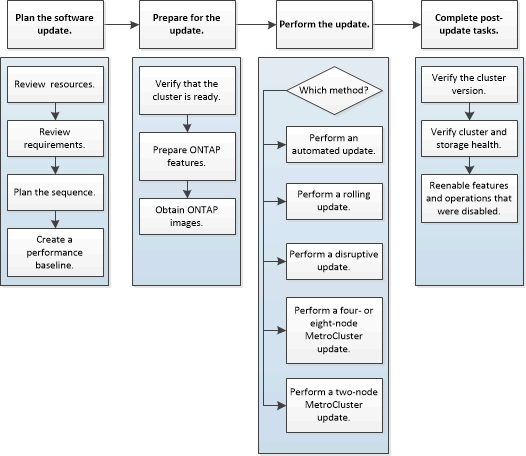 Plan the software
update.
Prepare for the
update.
Perform the update.
Complete post-
update tasks.
Review resources.
Review
requirements.
Plan the sequence.
Create a
performance
baseline.
Verify that the
cluster is ready.
Prepare ONTAP
features.
Obtain ONTAP
images.
Which method?
Perform an
automated update.
Perform a rolling
update.
Perform a disruptive
update.
Perform a four- or
eight-node
MetroCluster
update.
Perform a two-node
MetroCluster
update.
Verify the cluster
version.
Verify cluster and
storage health.
Reenable features
and operations that
were disabled.